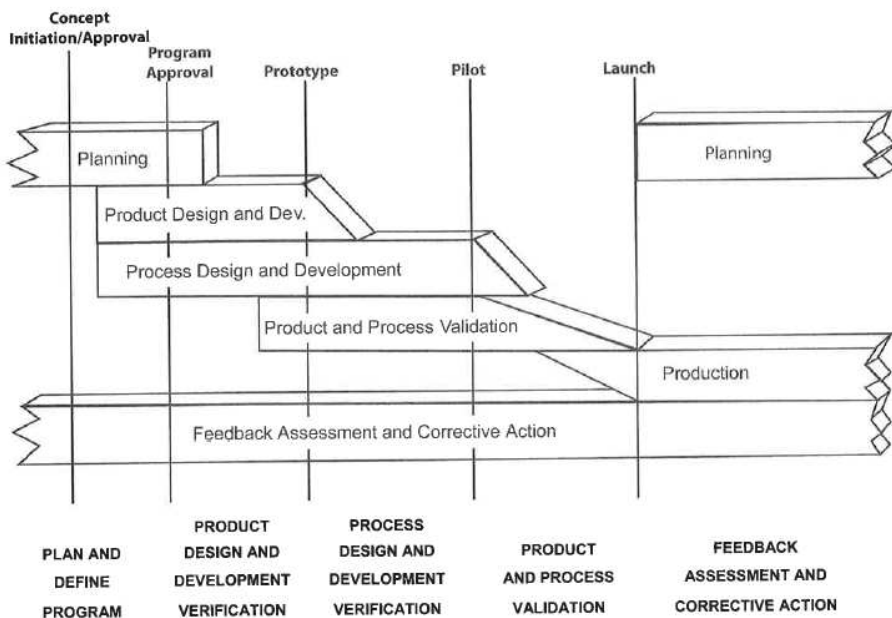 Concept
Initiation/Approval
Program
Approval
Prototype
Pilot
Launch
Planning
Planning
Product Design and Dev.
Process Design and Development
Product and Process Validation
Production
Feedback Assessment and Corrective Action
PLAN AND
DEFINE
PROGRAM
PRODUCT
DESIGN AND
DEVELOPMENT
VERIFICATION
PROCESS
DESIGN AND
DEVELOPMENT
VERIFICATION
PRODUCT
AND PROCESS
VALIDATION
FEEDBACK
ASSESSMENT AND
CORRECTIVE ACTION